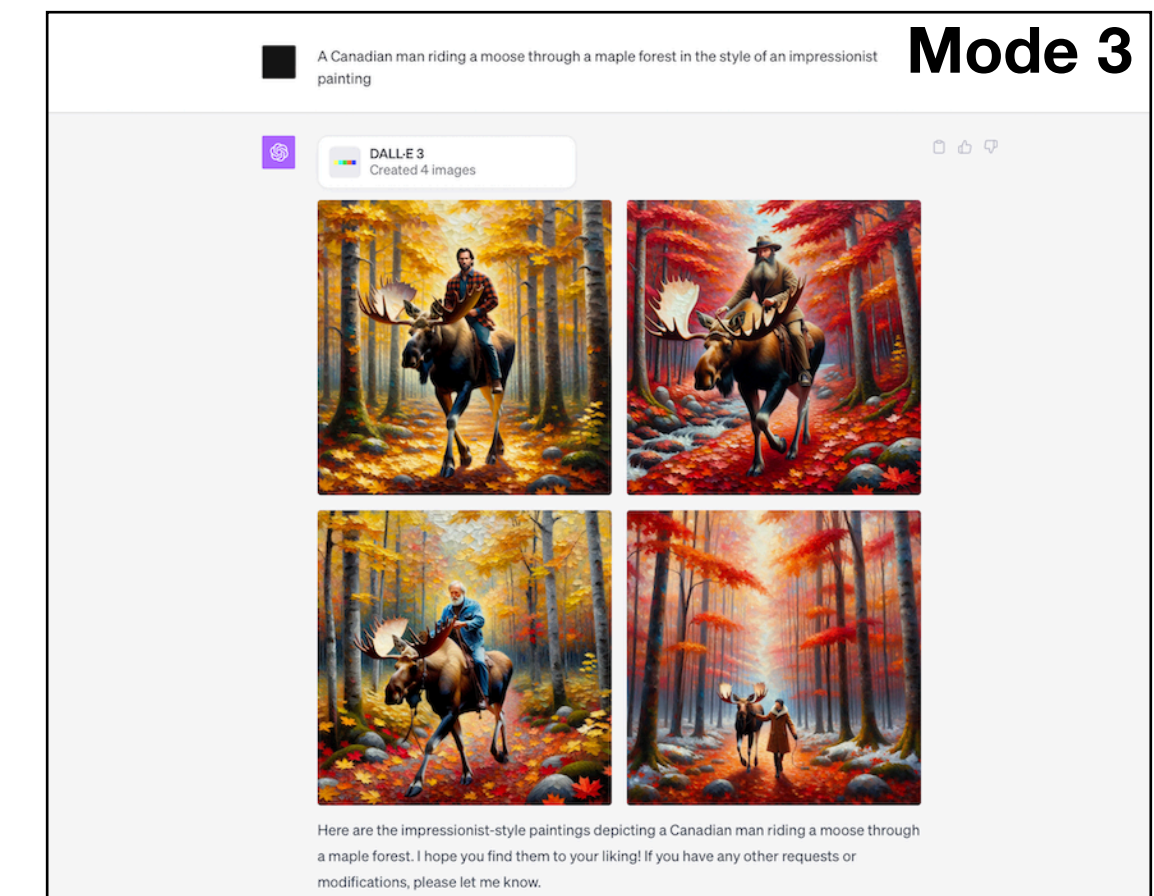 Mode 3
A Canadian man riding a moose through a maple forest in the style of an impressionist
painting
DALL·E 3
Created 4 images
Here are the impressionist-style paintings depicting a Canadian man riding a moose through
a maple forest. I hope you find them to your liking! If you have any other requests or
modifications, please let me know.